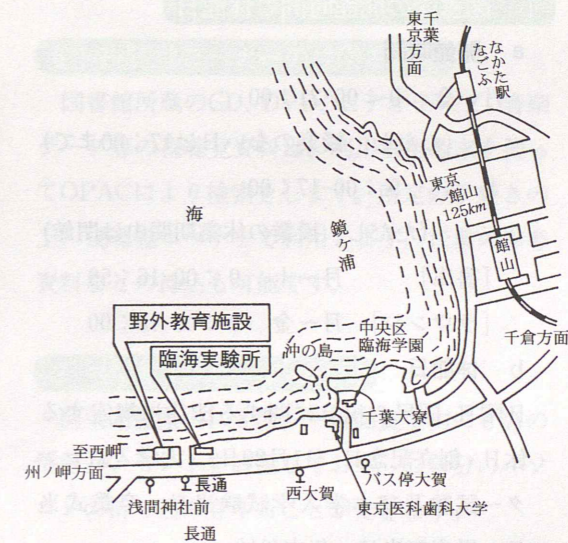 千葉
東京方面
なかた駅
なごふ
東京
〜館山
125km
館山
千倉方面
海
鏡ヶ浦
中央区
臨海学園
沖の島
野外教育施設
臨海実験所
千葉大寮
至西岬
州ノ岬方面
長通
浅間神社前
西大賀
バス停大賀
東京医科歯科大学
長通